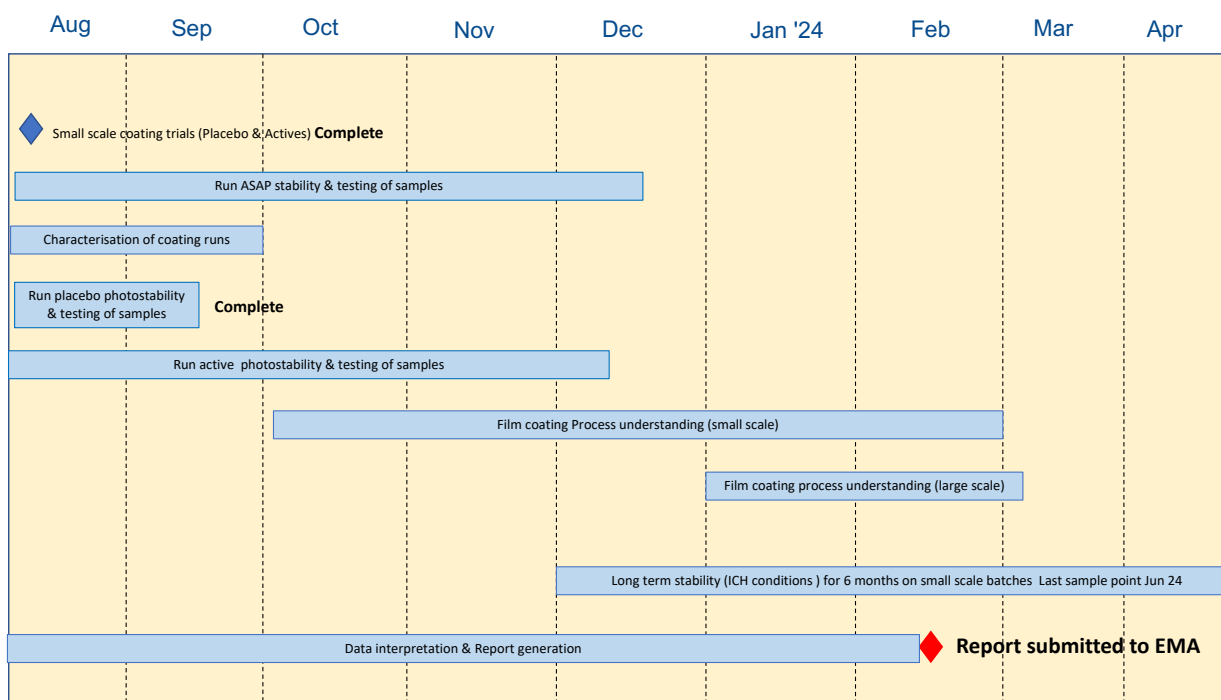 Aug Sep Oct Nov Dec Jan '24 Feb Mar Apr
Small scale coating trials (Placebo & Actives) Complete
Run ASAP stability & testing of samples
Characterisation of coating runs
Run placebo photostability
& testing of samples
Complete
Run active photostability & testing of samples
Film coating Process understanding (small scale)
Film coating process understanding (large scale)
Long term stability (ICH conditions ) for 6 months on small scale batches Last sample point Jun 24
Data interpretation & Report generation
Report submitted to EMA